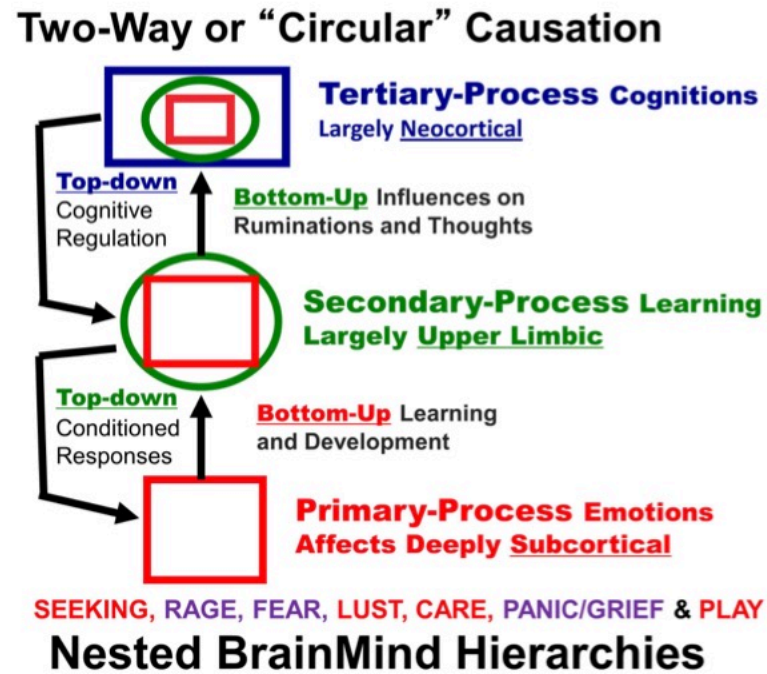 Two-Way or “Circular” Causation
Tertiary-Process Cognitions
Largely Neocortical
Top-down
Cognitive
Regulation
Bottom-Up Influences on
Ruminations and Thoughts
Secondary-Process Learning
Largely Upper Limbic
Top-down
Conditioned
Responses
Bottom-Up Learning
and Development
Primary-Process Emotions
Affects Deeply Subcortical
SEEKING, RAGE, FEAR, LUST, CARE, PANIC/GRIEF & PLAY
Nested BrainMind Hierarchies